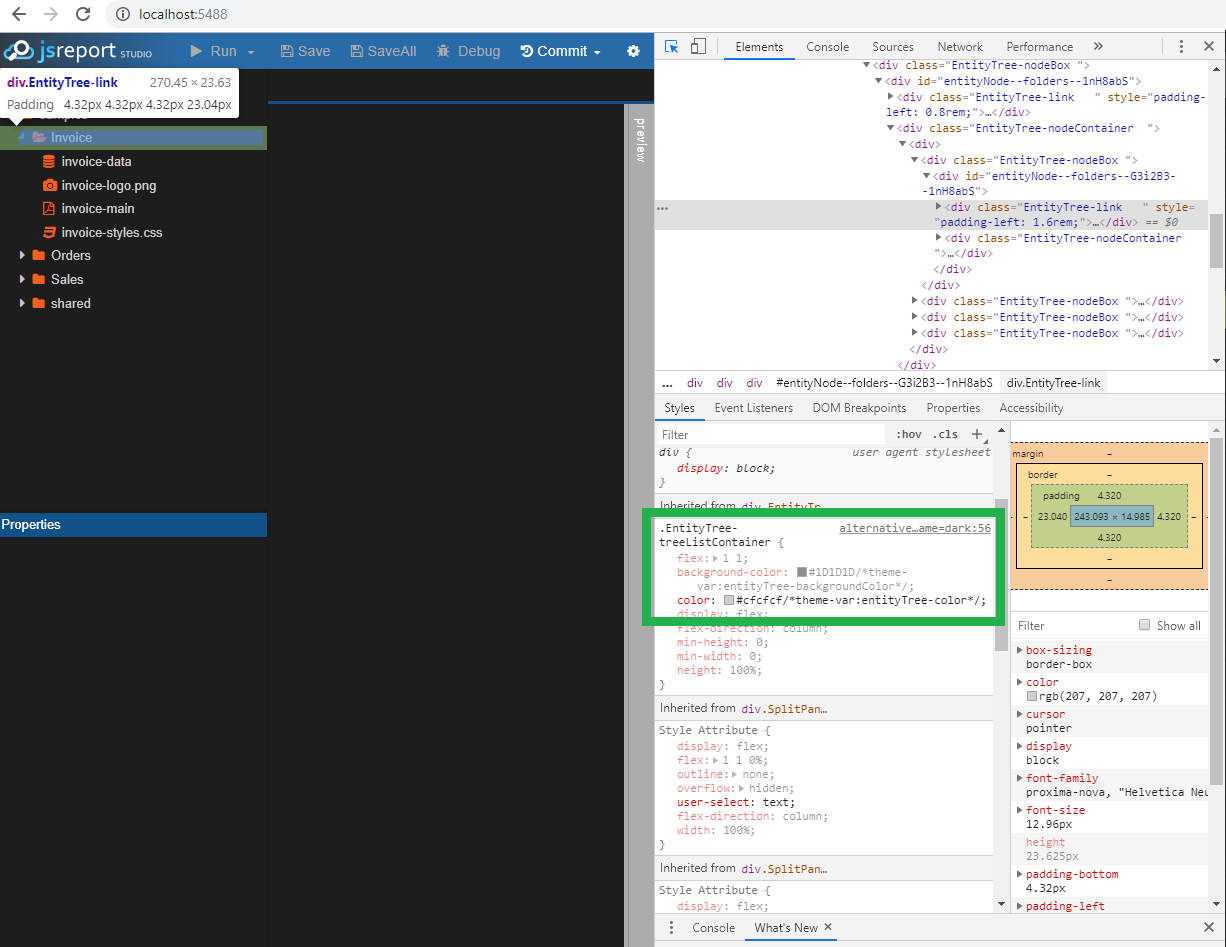 localhost:5488
jsreport STUDIO
Run
Save
SaveAll
Debug
Commit
div.EntityTree-link 270.45 × 23.63
Padding 4.32px 4.32px 4.32px 23.04px
Invoice
invoice-data
invoice-logo.png
invoice-main
invoice-styles.css
Orders
Sales
shared
Properties
preview
Elements Console Sources Network Performance »
<div class="EntityTree-nodeBox ">
<div id="entityNode--folders--1nH8abS">
<div class="EntityTree-link " style="padding-
left: 0.8rem;">…</div>
<div class="EntityTree-nodeContainer ">
<div>
<div class="EntityTree-nodeBox ">
<div id="entityNode--folders--G3i2B3-
-1nH8abS">
… <div class="EntityTree-link " style=
"padding-left: 1.6rem;">…</div> == $0
<div class="EntityTree-nodeContainer
">…</div>
</div>
</div>
<div class="EntityTree-nodeBox ">…</div>
<div class="EntityTree-nodeBox ">…</div>
<div class="EntityTree-nodeBox ">…</div>
</div>
</div>
... div div div #entityNode--folders--G3i2B3--1nH8abS div.EntityTree-link
Styles Event Listeners DOM Breakpoints Properties Accessibility
Filter :hov .cls +
div { user agent stylesheet
display: block;
}
Inherited from div.EntityTr…
.EntityTree- alternative…ame=dark:56
treeListContainer {
flex: 1 1;
background-color: #1D1D1D/*theme-
var:entityTree-backgroundColor*/;
color: #cfcfcf/*theme-var:entityTree-color*/;
display: flex;
flex-direction: column;
min-height: 0;
min-width: 0;
height: 100%;
}
Inherited from div.SplitPan…
Style Attribute {
display: flex;
flex: 1 1 0%;
outline: none;
overflow: hidden;
user-select: text;
flex-direction: column;
width: 100%;
}
Inherited from div.SplitPan…
Style Attribute {
display: flex;
margin –
border –
padding 4.320
– 23.040 243.093 × 14.985 4.320 –
4.320
–
–
Filter Show all
box-sizing
border-box
color
rgb(207, 207, 207)
cursor
pointer
display
block
font-family
proxima-nova, "Helvetica Neu
font-size
12.96px
height
23.625px
padding-bottom
4.32px
padding-left
Console What's New ×